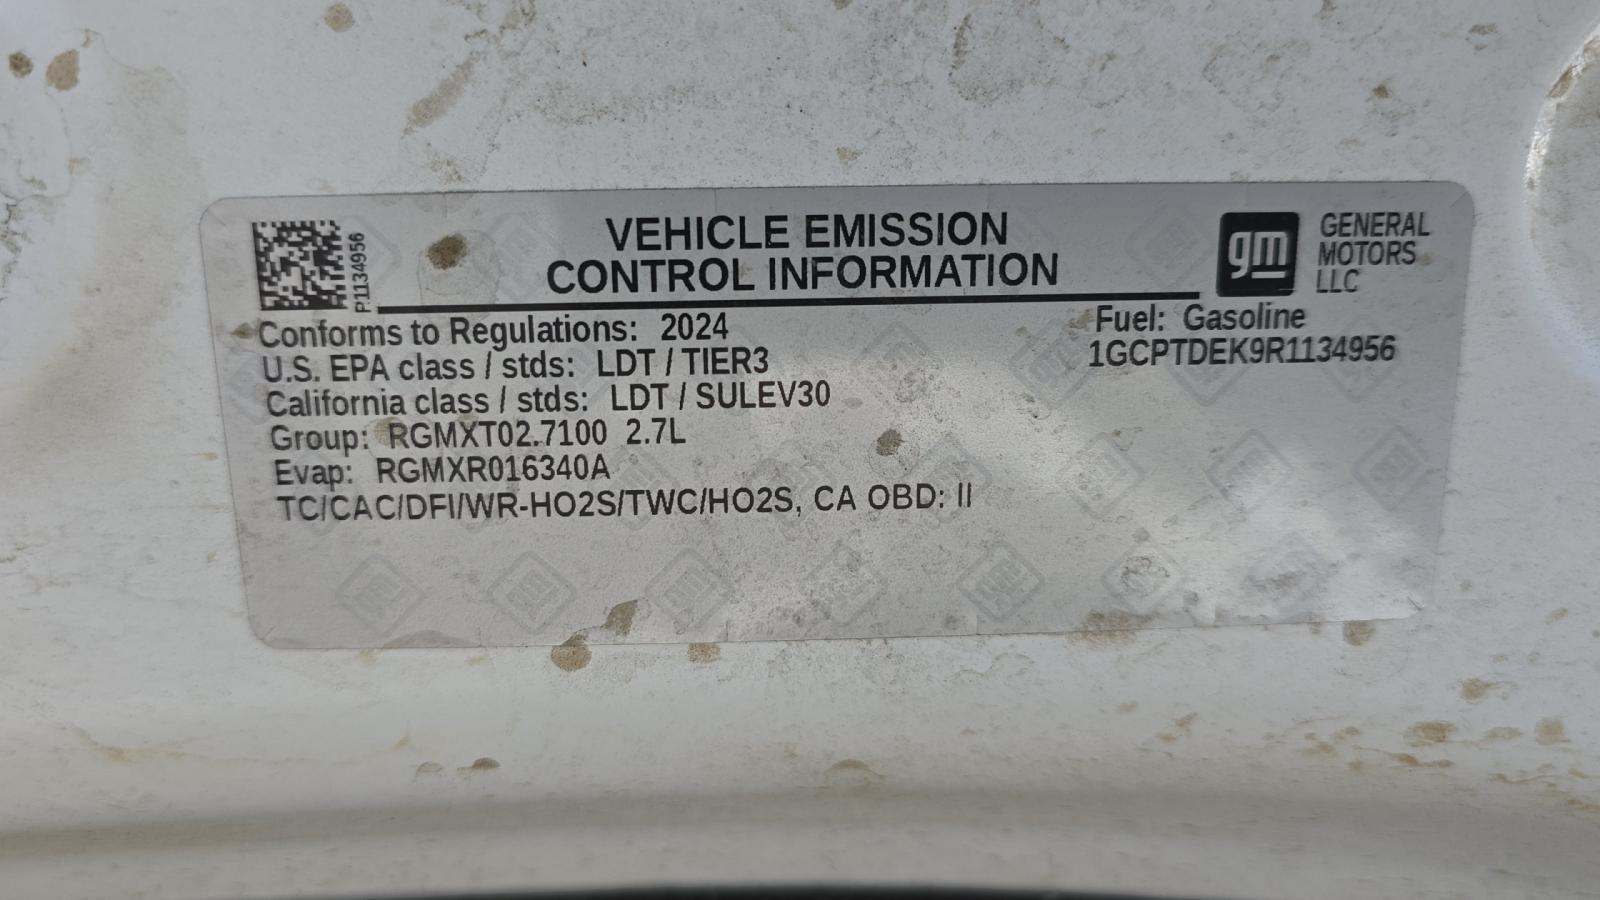 P1134956
VEHICLE EMISSION
CONTROL INFORMATION
gm
GENERAL
MOTORS
LLC
Conforms to Regulations: 2024
U.S. EPA class / stds: LDT / TIER3
California class / stds: LDT / SULEV30
Group: RGMXT02.7100 2.7L
Evap: RGMXR016340A
TC/CAC/DFI/WR-HO2S/TWC/HO2S, CA OBD: II
Fuel: Gasoline
1GCPTDEK9R1134956